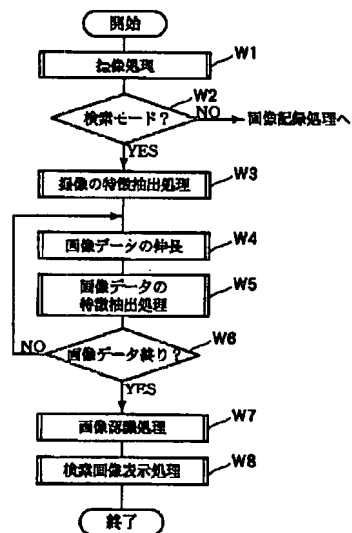 開始
撮像処理
W1
検索モード?
W2
NO
画像記録処理へ
YES
撮像の特徴抽出処理
W3
画像データの伸長
W4
画像データの
特徴抽出処理
W5
画像データ終り?
W6
NO
YES
画像認識処理
W7
検索画像表示処理
W8
終了